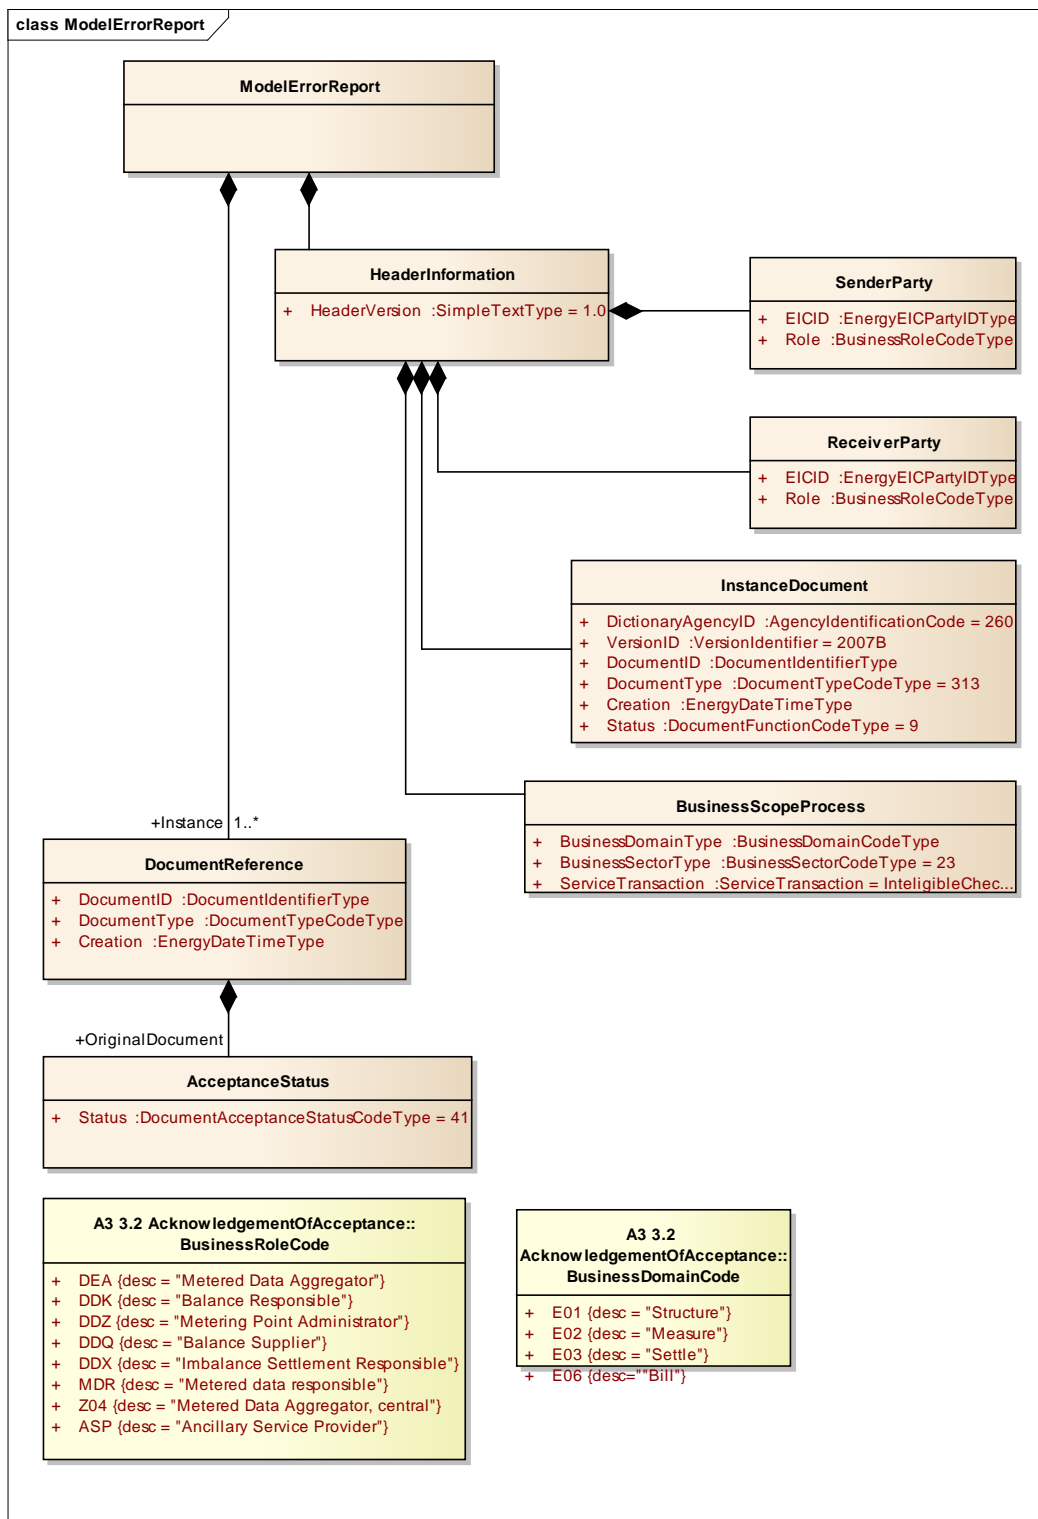 class ModelErrorReport
ModelErrorReport
HeaderInformation
+ HeaderVersion :SimpleTextType = 1.0
SenderParty
+ EICID :EnergyEICPartyIDType
+ Role :BusinessRoleCodeType
ReceiverParty
+ EICID :EnergyEICPartyIDType
+ Role :BusinessRoleCodeType
InstanceDocument
+ DictionaryAgencyID :AgencyIdentificationCode = 260
+ VersionID :VersionIdentifier = 2007B
+ DocumentID :DocumentIdentifierType
+ DocumentType :DocumentTypeCodeType = 313
+ Creation :EnergyDateTimeType
+ Status :DocumentFunctionCodeType = 9
BusinessScopeProcess
+ BusinessDomainType :BusinessDomainCodeType
+ BusinessSectorType :BusinessSectorCodeType = 23
+ ServiceTransaction :ServiceTransaction = InteligibleChec...
+Instance 1..*
DocumentReference
+ DocumentID :DocumentIdentifierType
+ DocumentType :DocumentTypeCodeType
+ Creation :EnergyDateTimeType
+OriginalDocument
AcceptanceStatus
+ Status :DocumentAcceptanceStatusCodeType = 41
A3 3.2 AcknowledgementOfAcceptance::
BusinessRoleCode
+ DEA {desc = "Metered Data Aggregator"}
+ DDK {desc = "Balance Responsible"}
+ DDZ {desc = "Metering Point Administrator"}
+ DDQ {desc = "Balance Supplier"}
+ DDX {desc = "Imbalance Settlement Responsible"}
+ MDR {desc = "Metered data responsible"}
+ Z04 {desc = "Metered Data Aggregator, central"}
+ ASP {desc = "Ancillary Service Provider"}
A3 3.2
AcknowledgementOfAcceptance::
BusinessDomainCode
+ E01 {desc = "Structure"}
+ E02 {desc = "Measure"}
+ E03 {desc = "Settle"}
+ E06 {desc=""Bill"}